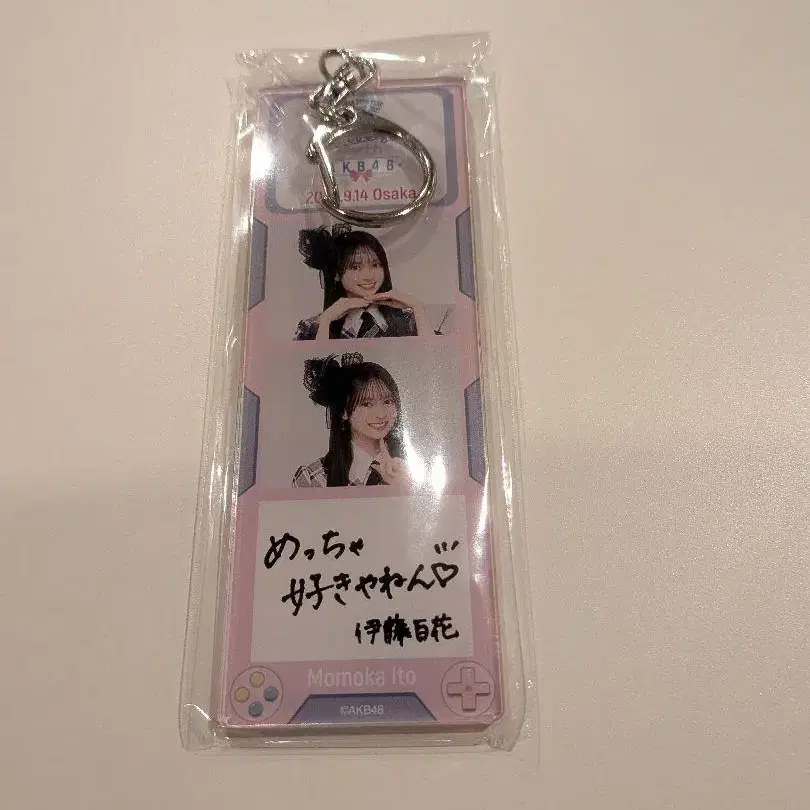 KB48
9.14 Osaka
めっちゃ
好きやねん♡
伊藤百花
Momoka Ito
©AKB48